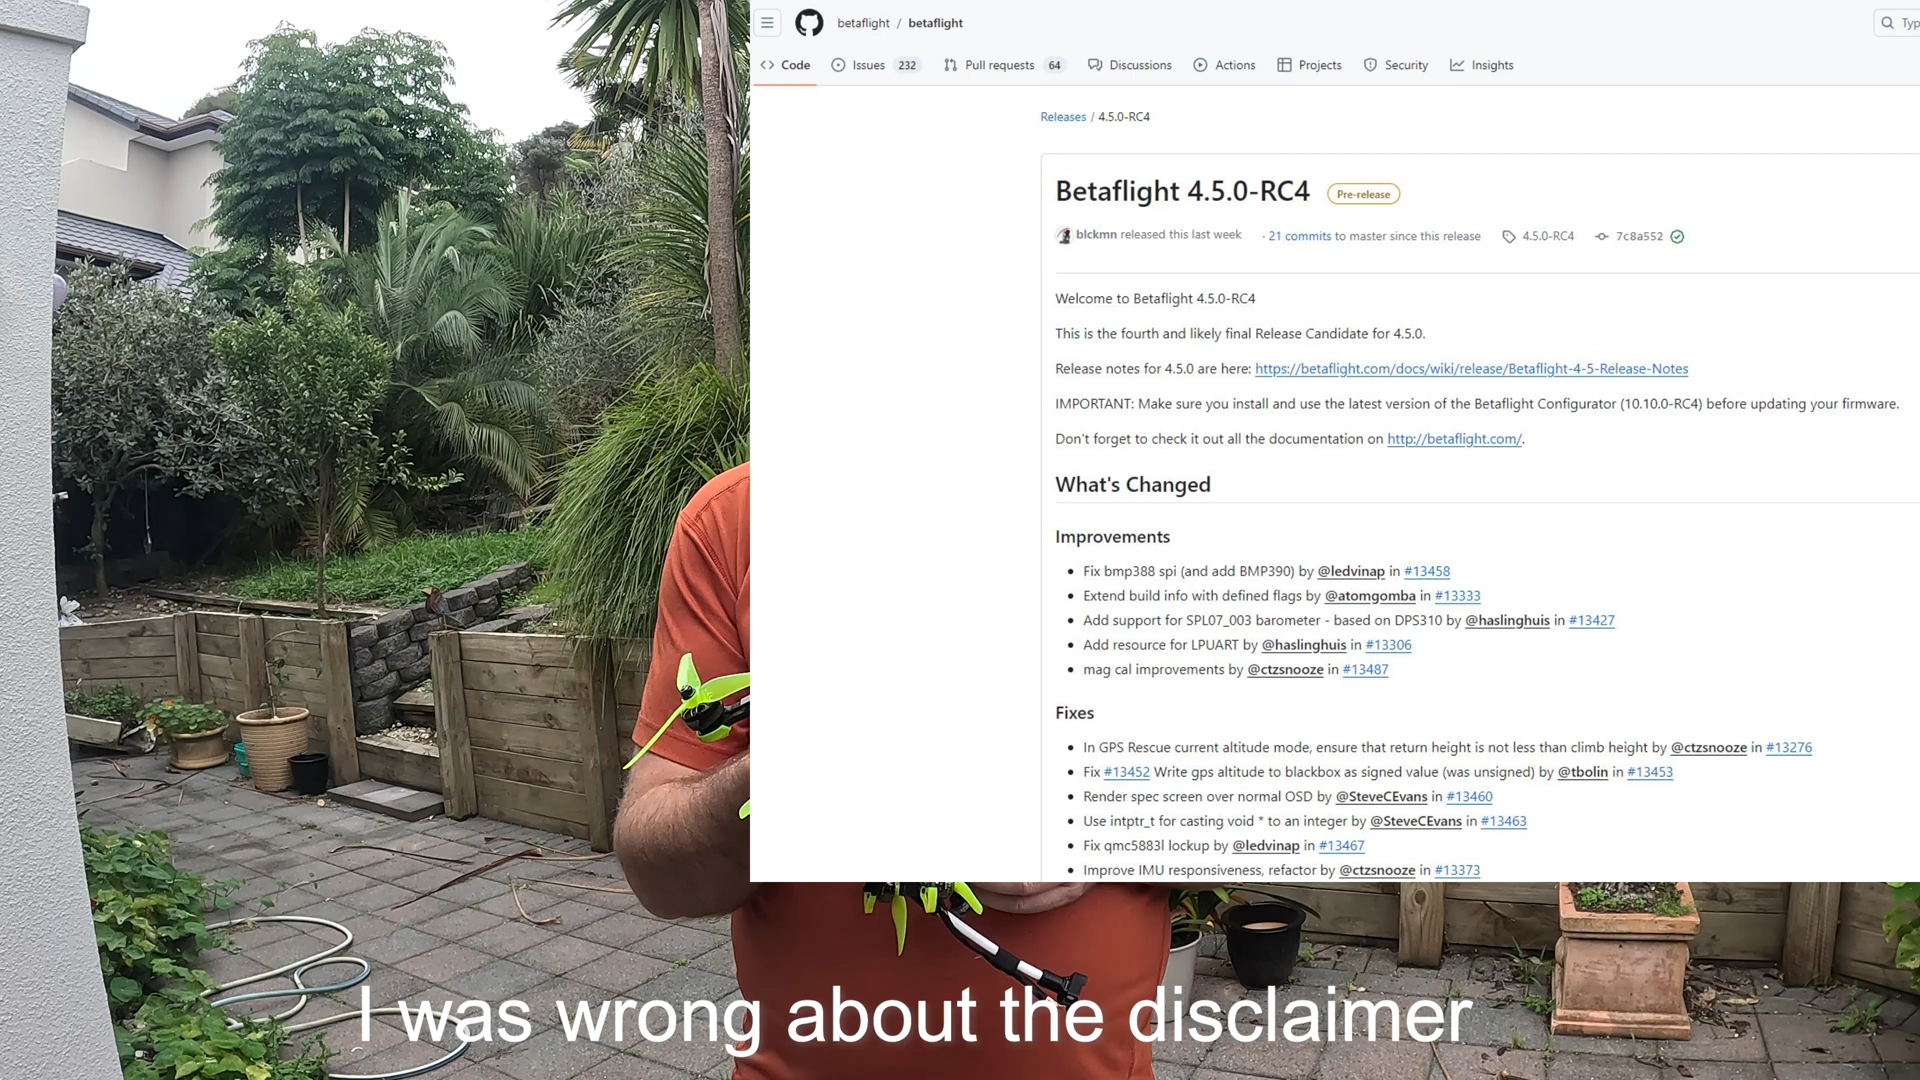 betaflight / betaflight
Typ
Code Issues 232 Pull requests 64 Discussions Actions Projects Security Insights
Releases / 4.5.0-RC4
Betaflight 4.5.0-RC4 Pre-release
blckmn released this last week · 21 commits to master since this release 4.5.0-RC4 7c8a552
Welcome to Betaflight 4.5.0-RC4
This is the fourth and likely final Release Candidate for 4.5.0.
Release notes for 4.5.0 are here: https://betaflight.com/docs/wiki/release/Betaflight-4-5-Release-Notes
IMPORTANT: Make sure you install and use the latest version of the Betaflight Configurator (10.10.0-RC4) before updating your firmware.
Don't forget to check it out all the documentation on http://betaflight.com/.
What's Changed
Improvements
• Fix bmp388 spi (and add BMP390) by @ledvinap in #13458
• Extend build info with defined flags by @atomgomba in #13333
• Add support for SPL07_003 barometer - based on DPS310 by @haslinghuis in #13427
• Add resource for LPUART by @haslinghuis in #13306
• mag cal improvements by @ctzsnooze in #13487
Fixes
• In GPS Rescue current altitude mode, ensure that return height is not less than climb height by @ctzsnooze in #13276
• Fix #13452 Write gps altitude to blackbox as signed value (was unsigned) by @tbolin in #13453
• Render spec screen over normal OSD by @SteveCEvans in #13460
• Use intptr_t for casting void * to an integer by @SteveCEvans in #13463
• Fix qmc5883l lockup by @ledvinap in #13467
• Improve IMU responsiveness, refactor by @ctzsnooze in #13373
I was wrong about the disclaimer